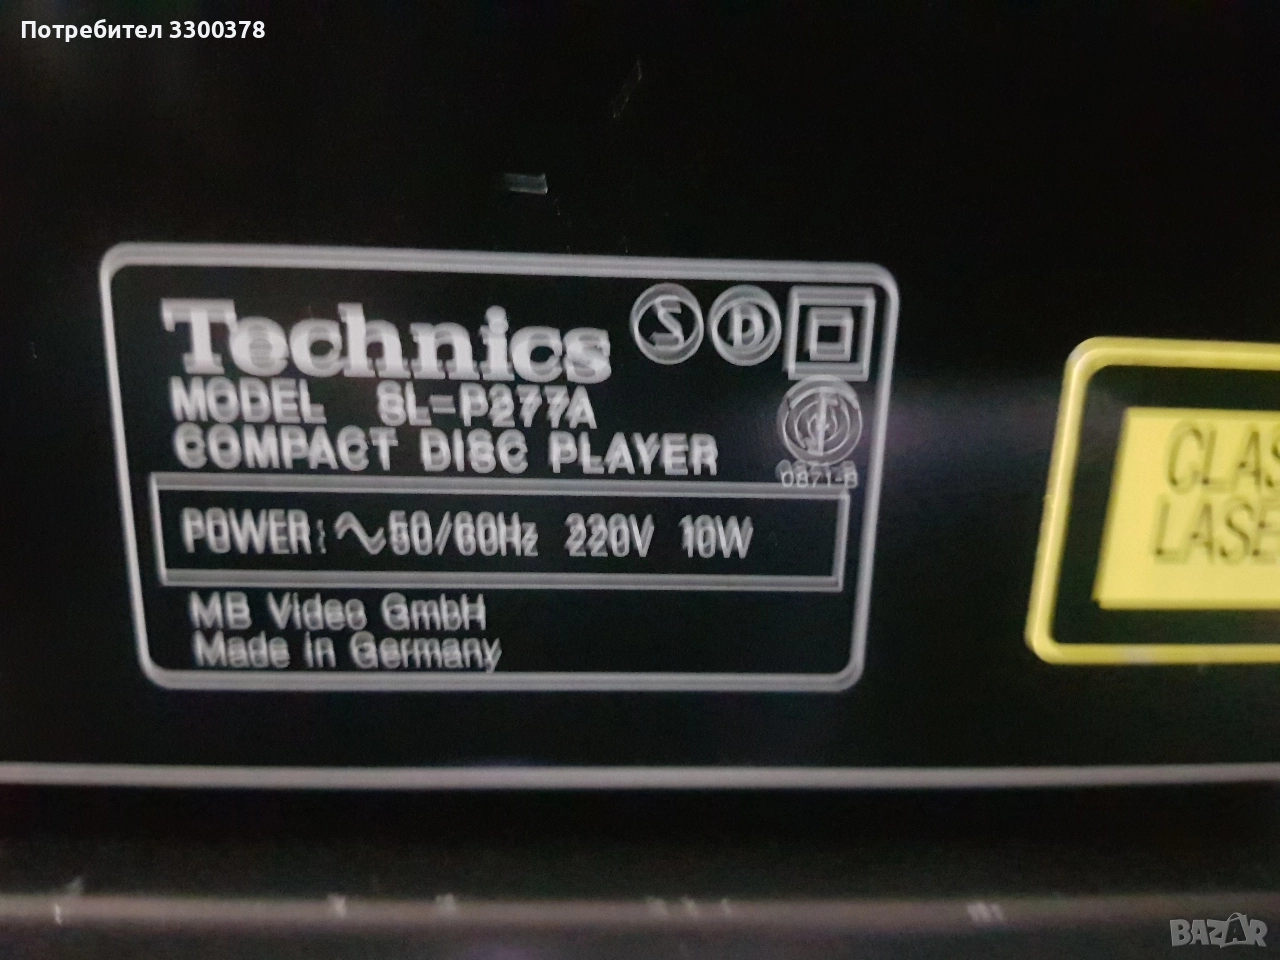 Потребител 3300378
Technics S D
MODEL SL-P277A
COMPACT DISC PLAYER
0871-B
POWER: ∿50/60Hz 220V 10W
MB Video GmbH
Made in Germany
CLAS
LASE
BAZAR